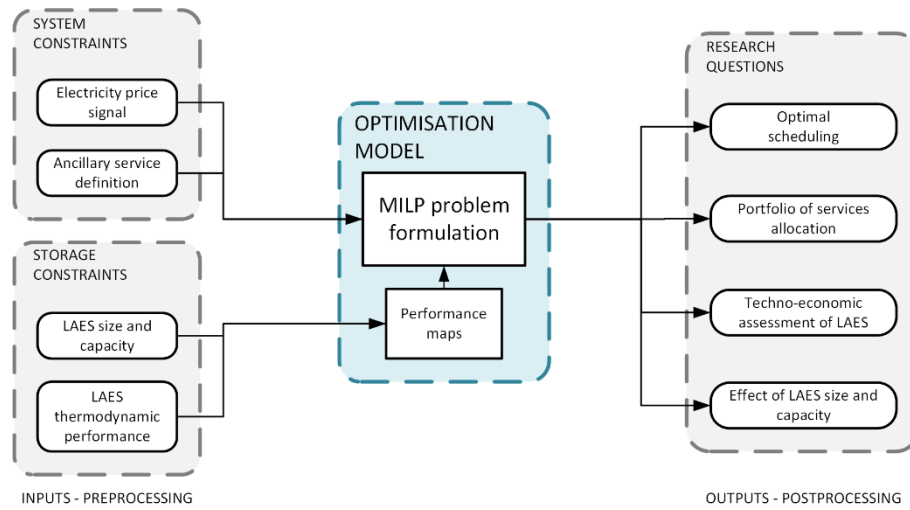 SYSTEM
CONSTRAINTS
Electricity price
signal
Ancillary service
definition
STORAGE
CONSTRAINTS
LAES size and
capacity
LAES
thermodynamic
performance
INPUTS - PREPROCESSING
OPTIMISATION
MODEL
MILP problem
formulation
Performance
maps
RESEARCH
QUESTIONS
Optimal
scheduling
Portfolio of services
allocation
Techno-economic
assessment of LAES
Effect of LAES size and
capacity
OUTPUTS - POSTPROCESSING